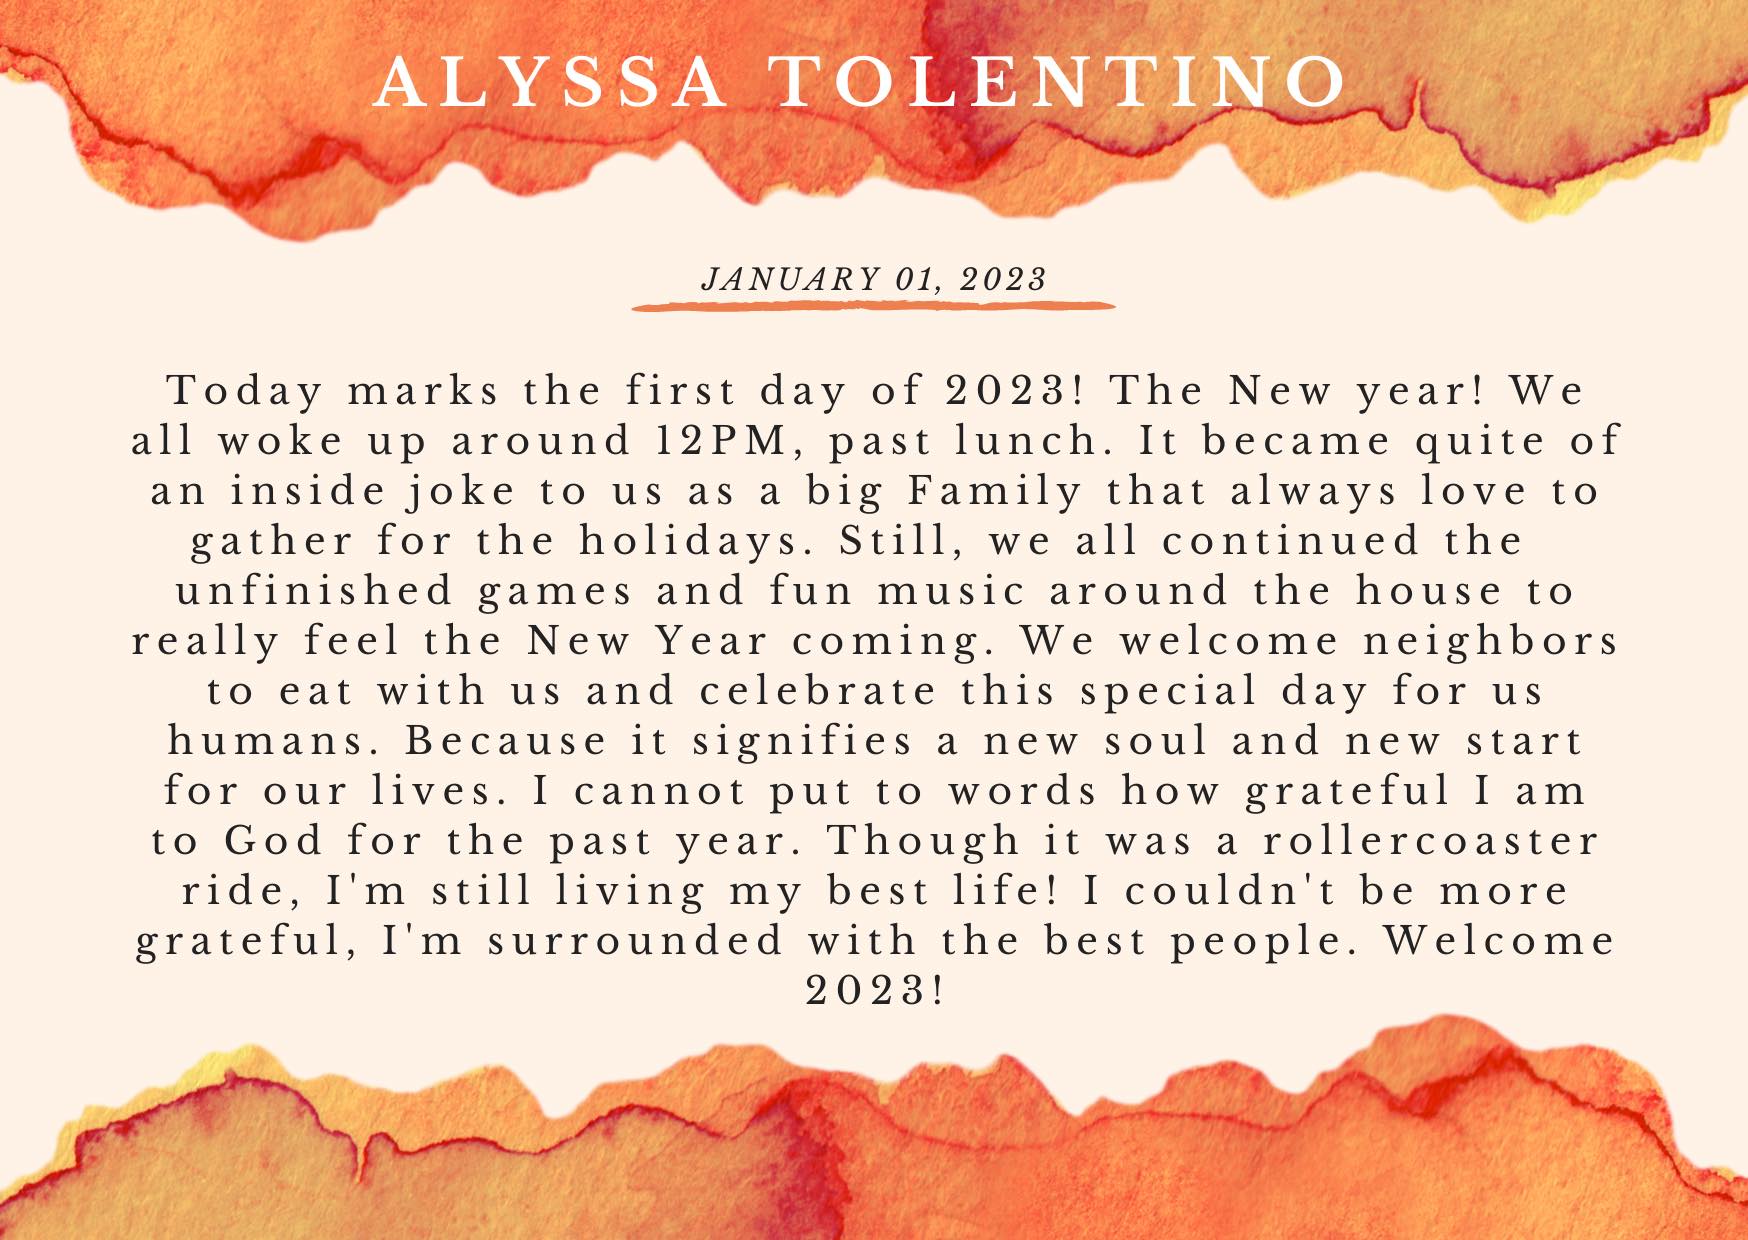 ALYSSA TOLENTINO
JANUARY 01, 2023
Today marks the first day of 2023! The New year! We
all woke up around 12PM, past lunch. It became quite of
an inside joke to us as a big Family that always love to
gather for the holidays. Still, we all continued the
unfinished games and fun music around the house to
really feel the New Year coming. We welcome neighbors
to eat with us and celebrate this special day for us
humans. Because it signifies a new soul and new start
for our lives. I cannot put to words how grateful I am
to God for the past year. Though it was a rollercoaster
ride, I'm still living my best life! I couldn't be more
grateful, I'm surrounded with the best people. Welcome
2023!